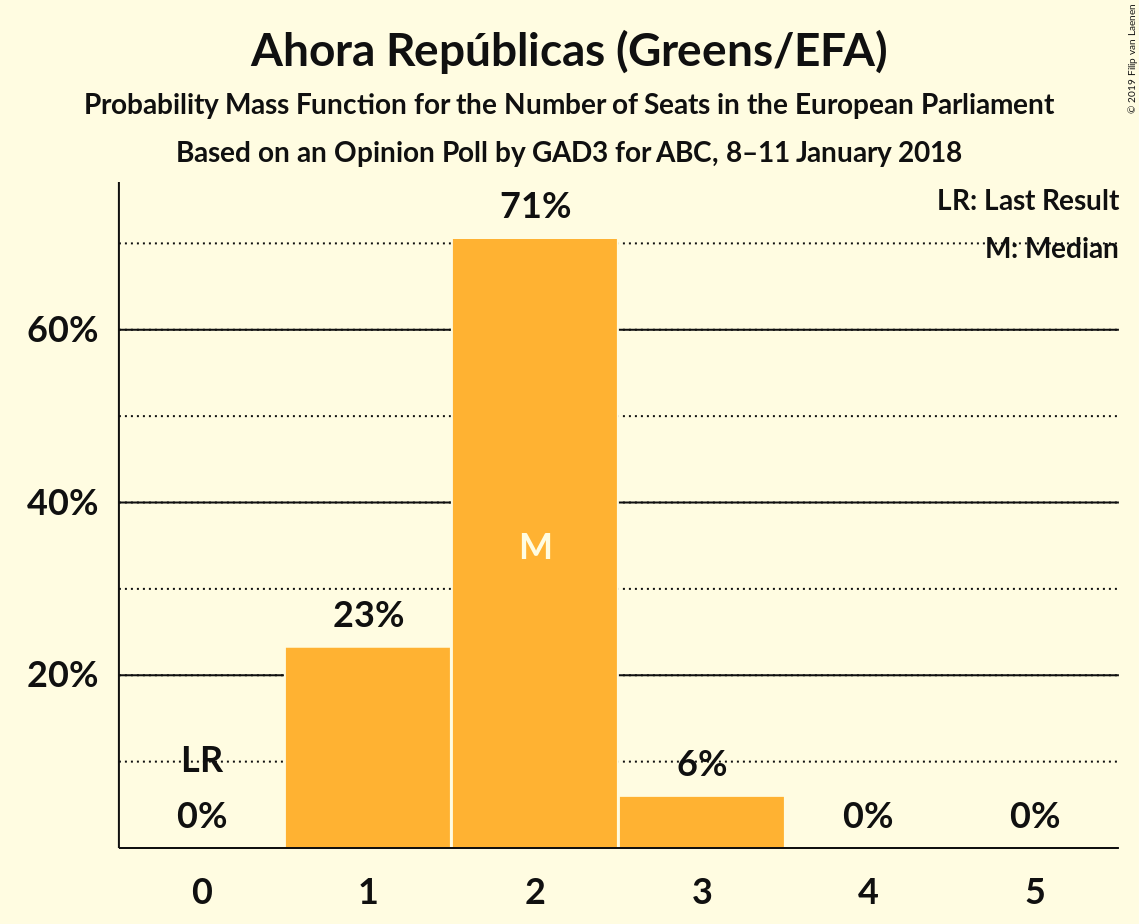 Ahora Repúblicas (Greens/EFA)
Probability Mass Function for the Number of Seats in the European Parliament
Based on an Opinion Poll by GAD3 for ABC, 8–11 January 2018
© 2019 Filip van Laenen
LR: Last Result
M: Median
71%
60%
40%
M
23%
20%
LR
6%
0%
0%
0%
0 1 2 3 4 5